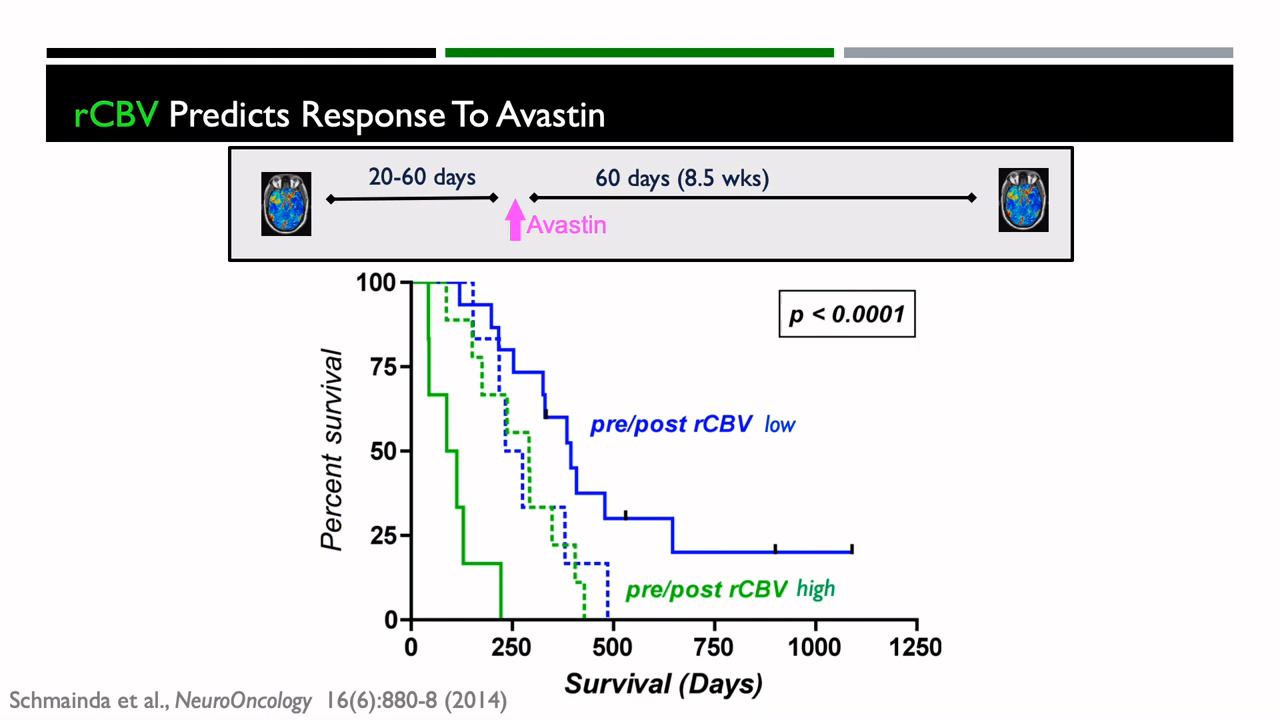 rCBV Predicts Response To Avastin
20-60 days
60 days (8.5 wks)
Avastin
100
75
50
25
0
Percent survival
p < 0.0001
pre/post rCBV low
pre/post rCBV high
0 250 500 750 1000 1250
Survival (Days)
Schmainda et al., NeuroOncology 16(6):880-8 (2014)